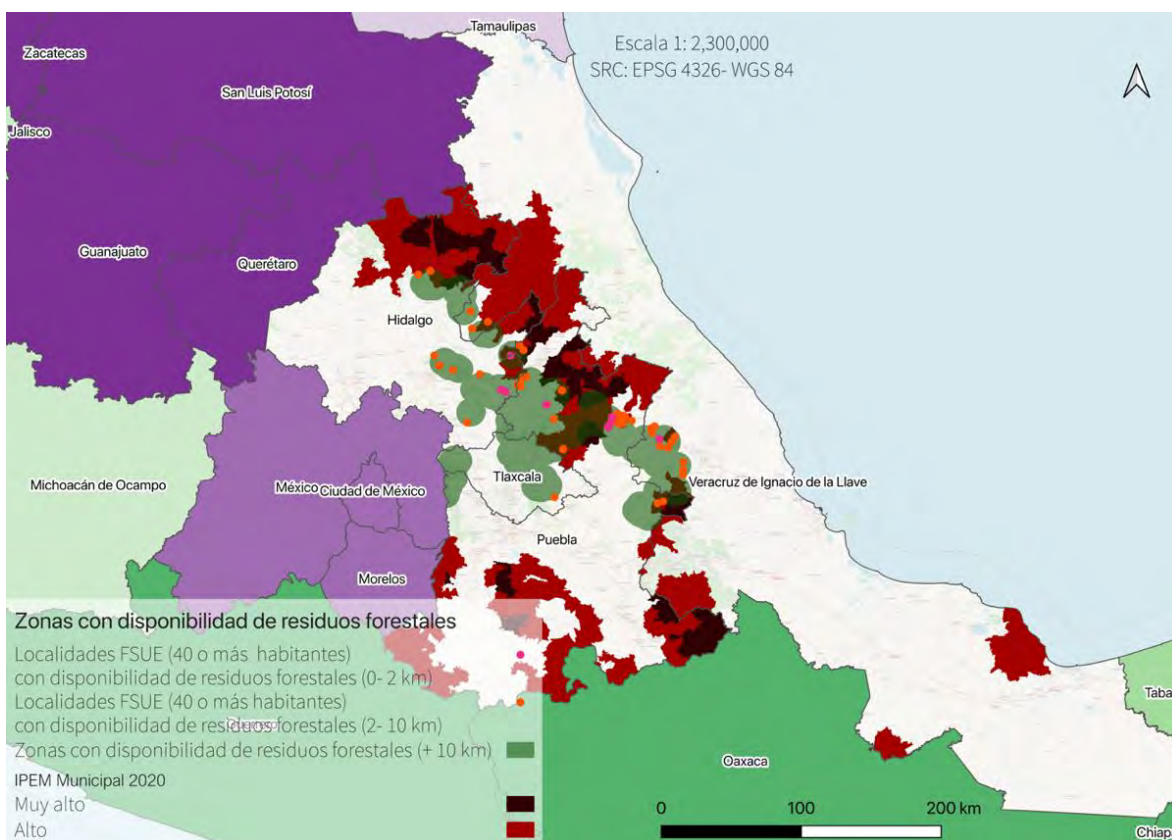 Tamaulipas
Escala 1: 2,300,000
SRC: EPSG 4326- WGS 84
Zacatecas
San Luis Potosí
Jalisco
Guanajuato
Querétaro
Hidalgo
Michoacán de Ocampo
México
Ciudad de México
Tlaxcala
Veracruz de Ignacio de la Llave
Puebla
Morelos
Zonas con disponibilidad de residuos forestales
Localidades FSUE (40 o más habitantes)
con disponibilidad de residuos forestales (0- 2 km)
Localidades FSUE (40 o más habitantes)
con disponibilidad de residuos forestales (2- 10 km)
Guerrero
Zonas con disponibilidad de residuos forestales (+ 10 km)
IPEM Municipal 2020
Muy alto
Alto
Taba
Oaxaca
0 100 200 km
Chiap